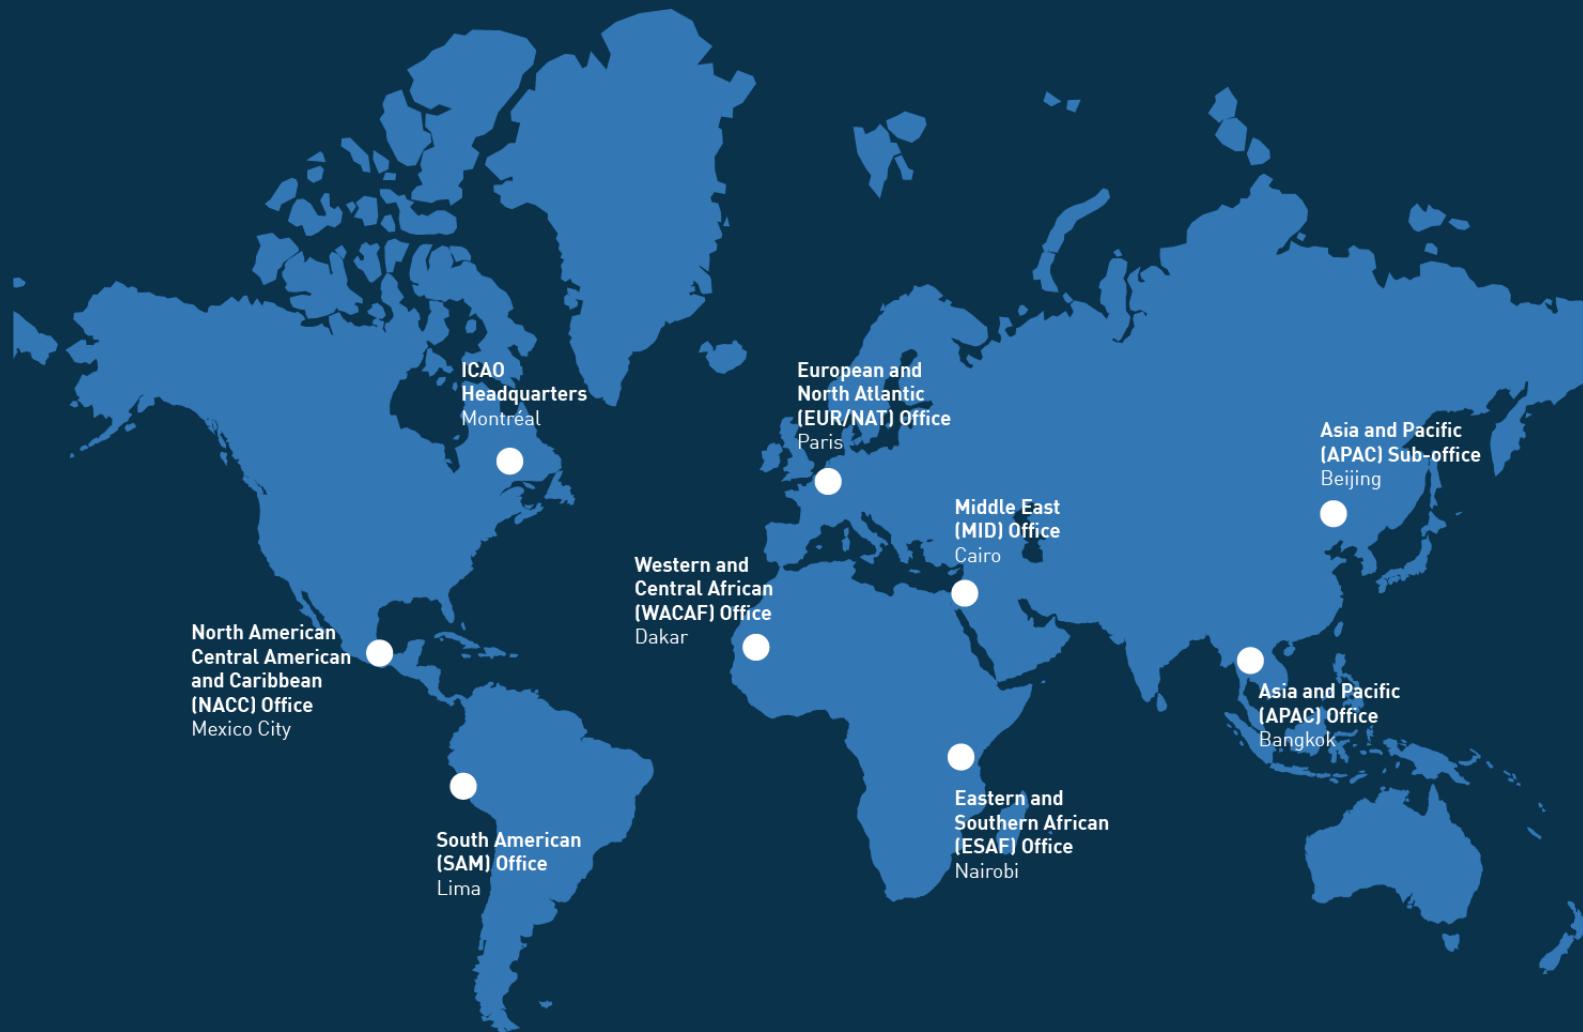 ICAO
Headquarters
Montréal
European and
North Atlantic
(EUR/NAT) Office
Paris
Asia and Pacific
(APAC) Sub-office
Beijing
Middle East
(MID) Office
Cairo
Western and
Central African
(WACAF) Office
Dakar
North American
Central American
and Caribbean
(NACC) Office
Mexico City
Asia and Pacific
(APAC) Office
Bangkok
Eastern and
Southern African
(ESAF) Office
Nairobi
South American
(SAM) Office
Lima